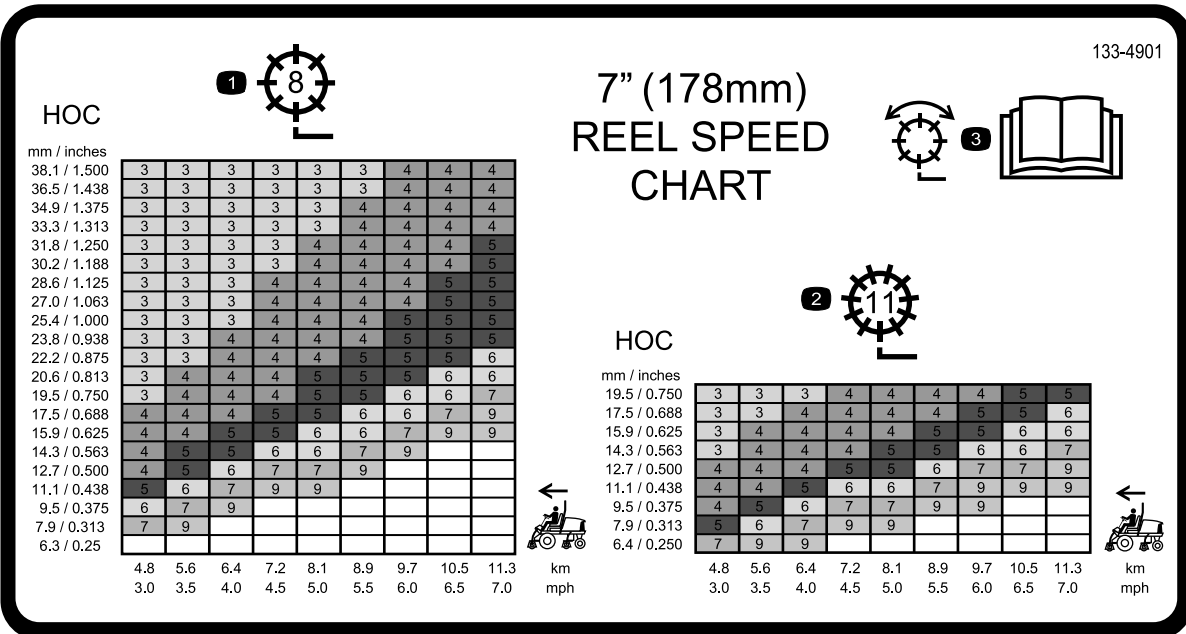 133-4901
7” (178mm)
REEL SPEED
CHART
1
8
3
HOC
mm / inches
38.1 / 1.500 3 3 3 3 3 3 4 4 4
36.5 / 1.438 3 3 3 3 3 3 4 4 4
34.9 / 1.375 3 3 3 3 3 4 4 4 4
33.3 / 1.313 3 3 3 3 3 4 4 4 4
31.8 / 1.250 3 3 3 3 4 4 4 4 5
30.2 / 1.188 3 3 3 3 4 4 4 4 5
28.6 / 1.125 3 3 3 4 4 4 4 5 5
27.0 / 1.063 3 3 3 4 4 4 4 5 5
25.4 / 1.000 3 3 3 4 4 4 5 5 5
23.8 / 0.938 3 3 4 4 4 4 5 5 5
22.2 / 0.875 3 3 4 4 4 5 5 5 6
20.6 / 0.813 3 4 4 4 5 5 5 6 6
19.5 / 0.750 3 4 4 4 5 5 6 6 7
17.5 / 0.688 4 4 4 5 5 6 6 7 9
15.9 / 0.625 4 4 5 5 6 6 7 9 9
14.3 / 0.563 4 5 5 6 6 7 9
12.7 / 0.500 4 5 6 7 7 9
11.1 / 0.438 5 6 7 9 9
9.5 / 0.375 6 7 9
7.9 / 0.313 7 9
6.3 / 0.25
4.8 5.6 6.4 7.2 8.1 8.9 9.7 10.5 11.3 km
3.0 3.5 4.0 4.5 5.0 5.5 6.0 6.5 7.0 mph
2
11
HOC
mm / inches
19.5 / 0.750 3 3 3 4 4 4 4 5 5
17.5 / 0.688 3 3 4 4 4 4 5 5 6
15.9 / 0.625 3 4 4 4 4 5 5 6 6
14.3 / 0.563 3 4 4 4 5 5 6 6 7
12.7 / 0.500 4 4 4 5 5 6 7 7 9
11.1 / 0.438 4 4 5 6 6 7 9 9 9
9.5 / 0.375 4 5 6 7 7 9 9
7.9 / 0.313 5 6 7 9 9
6.4 / 0.250 7 9 9
4.8 5.6 6.4 7.2 8.1 8.9 9.7 10.5 11.3 km
3.0 3.5 4.0 4.5 5.0 5.5 6.0 6.5 7.0 mph